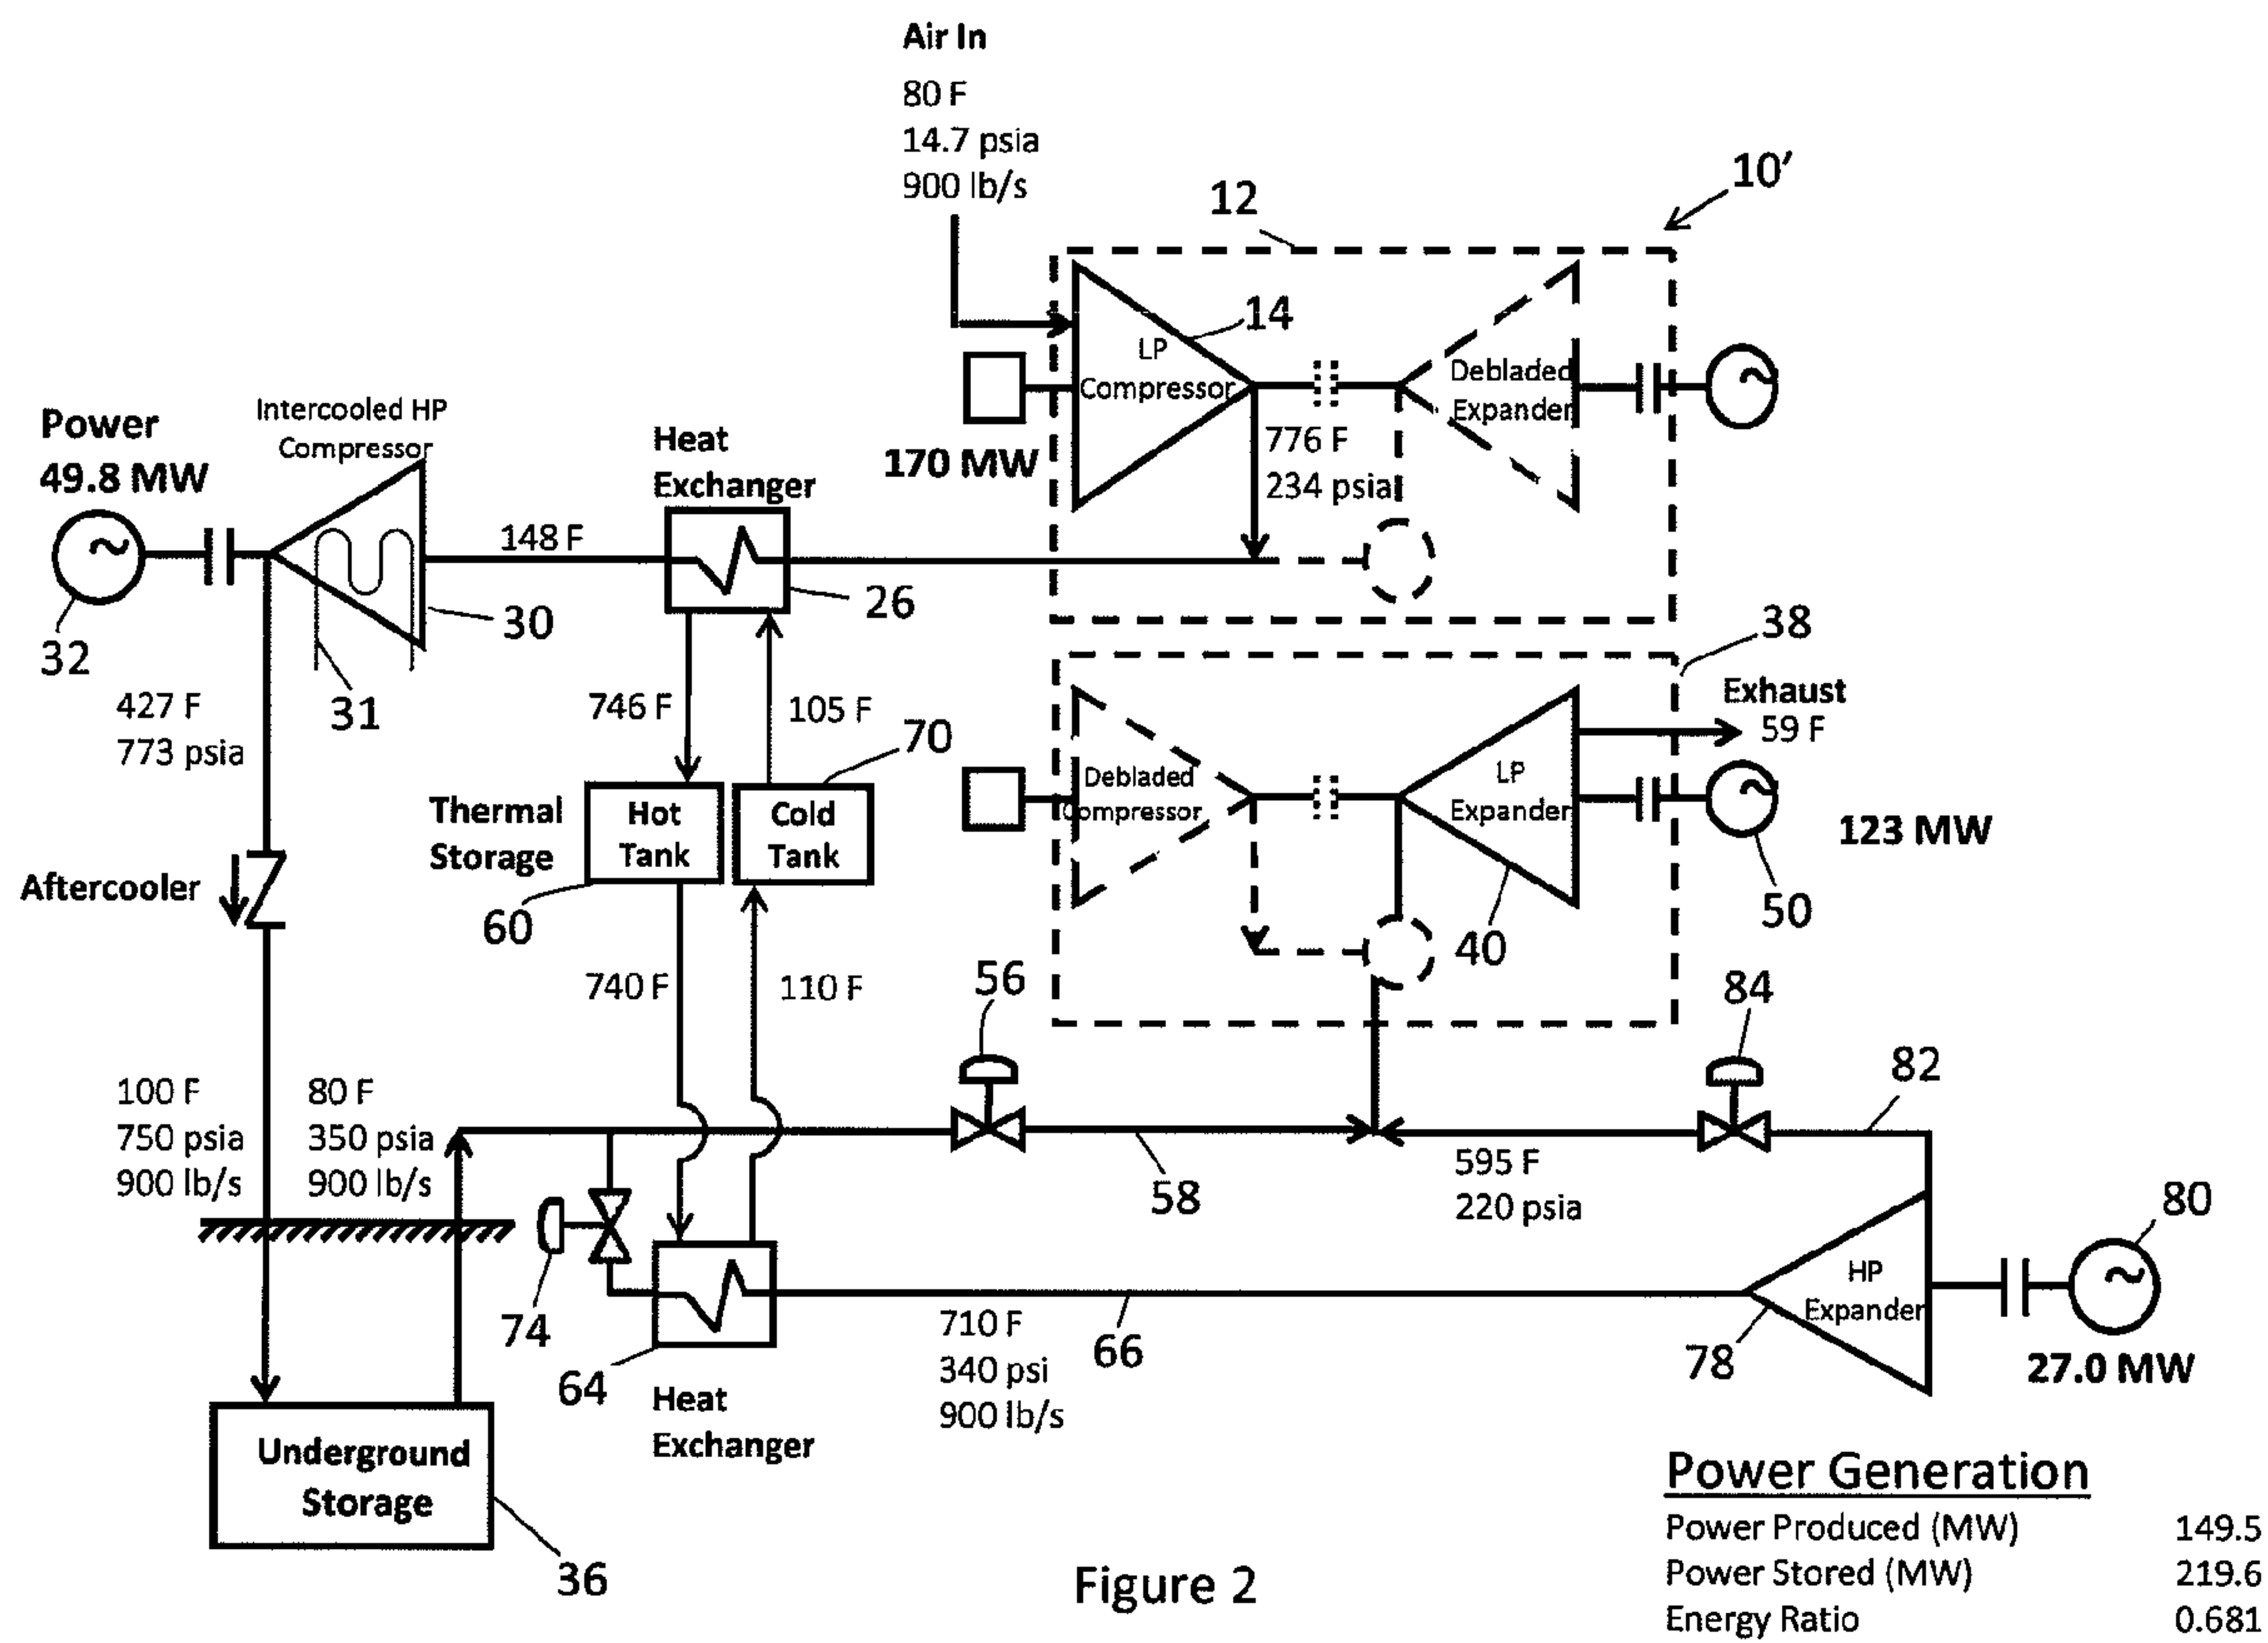 Air In
80 F
14.7 psia
900 lb/s
10'
12
14
LP
Compressor
Debladed
Expander
170 MW
776 F
234 psia
Power
49.8 MW
Intercooled HP
Compressor
Heat
Exchanger
148 F
26
30
32
31
427 F
773 psia
746 F
105 F
70
38
Exhaust
59 F
Debladed
Compressor
LP
Expander
123 MW
50
40
Thermal
Storage
Hot
Tank
Cold
Tank
60
Aftercooler
740 F
110 F
56
84
82
100 F
750 psia
900 lb/s
80 F
350 psia
900 lb/s
58
595 F
220 psia
74
64
Heat
Exchanger
710 F
340 psi
900 lb/s
66
HP
Expander
78
80
27.0 MW
Underground
Storage
36
Figure 2
Power Generation
Power Produced (MW) 149.5
Power Stored (MW) 219.6
Energy Ratio 0.681